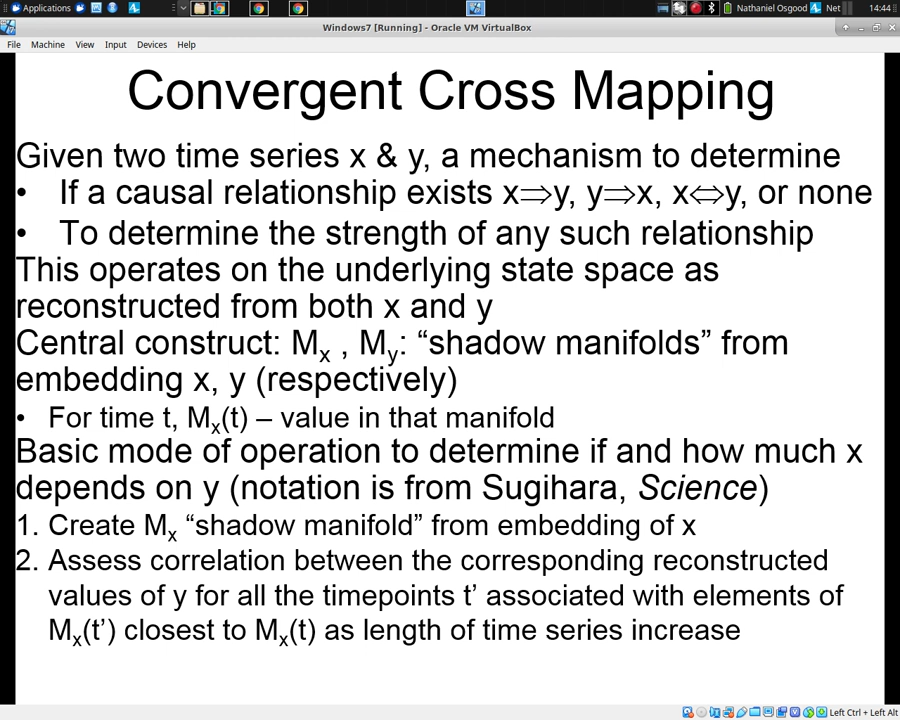 Applications
Nathaniel Osgood
Net
14:44
Windows7 [Running] - Oracle VM VirtualBox
File Machine View Input Devices Help
Convergent Cross Mapping
Given two time series x & y, a mechanism to determine
• If a causal relationship exists x⇒y, y⇒x, x⇔y, or none
• To determine the strength of any such relationship
This operates on the underlying state space as
reconstructed from both x and y
Central construct: Mx , My: “shadow manifolds” from
embedding x, y (respectively)
• For time t, Mx(t) – value in that manifold
Basic mode of operation to determine if and how much x
depends on y (notation is from Sugihara, Science)
1. Create Mx “shadow manifold” from embedding of x
2. Assess correlation between the corresponding reconstructed
values of y for all the timepoints t’ associated with elements of
Mx(t’) closest to Mx(t) as length of time series increase
Left Ctrl + Left Alt